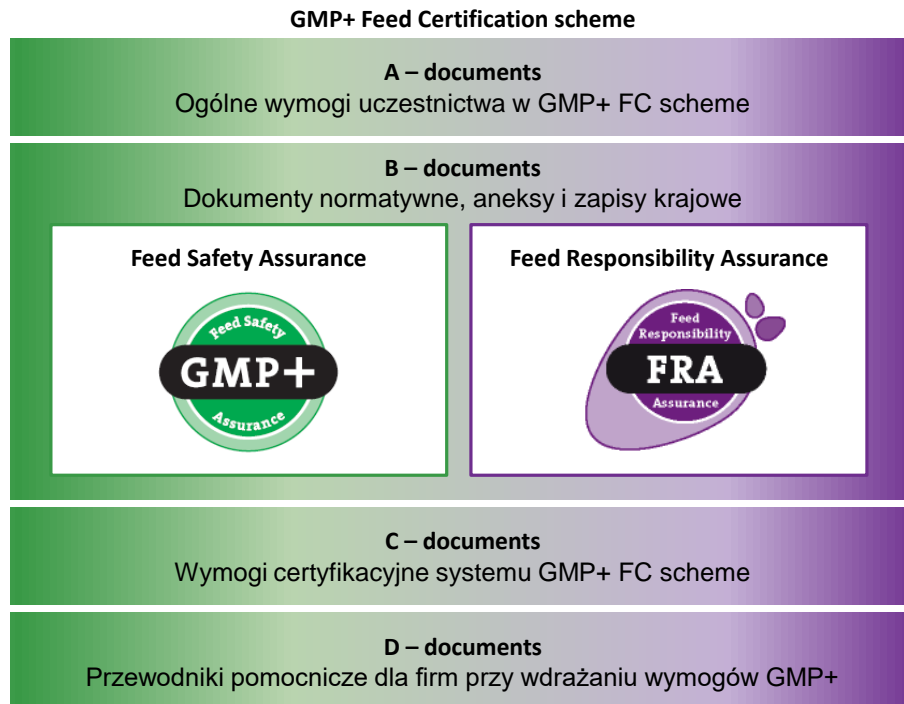 GMP+ Feed Certification scheme
A – documents
Ogólne wymogi uczestnictwa w GMP+ FC scheme
B – documents
Dokumenty normatywne, aneksy i zapisy krajowe
Feed Safety Assurance
Feed Safety
GMP+
Assurance
Feed Responsibility Assurance
Feed
Responsibility
FRA
Assurance
C – documents
Wymogi certyfikacyjne systemu GMP+ FC scheme
D – documents
Przewodniki pomocnicze dla firm przy wdrażaniu wymogów GMP+